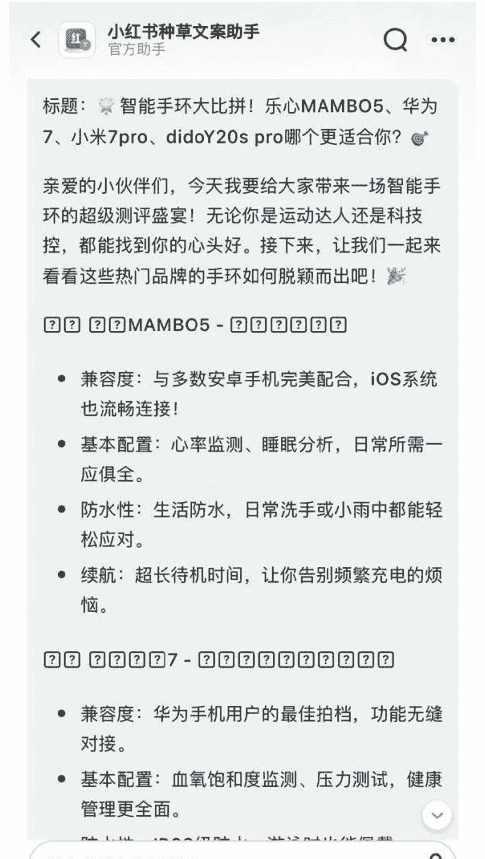 小红书种草文案助手
官方助手
标题：智能手环大比拼！乐心MAMBO5、华为
7、小米7pro、didoY20s pro哪个更适合你？
亲爱的小伙伴们，今天我要给大家带来一场智能手
环的超级测评盛宴！无论你是运动达人还是科技
控，都能找到你的心头好。接下来，让我们一起来
看看这些热门品牌的手环如何脱颖而出吧！
MAMBO5 -
• 兼容度：与多数安卓手机完美配合，iOS系统
也流畅连接！
• 基本配置：心率监测、睡眠分析，日常所需一
应俱全。
• 防水性：生活防水，日常洗手或小雨中都能轻
松应对。
• 续航：超长待机时间，让你告别频繁充电的烦
恼。
7 -
• 兼容度：华为手机用户的最佳拍档，功能无缝
对接。
• 基本配置：血氧饱和度监测、压力测试，健康
管理更全面。